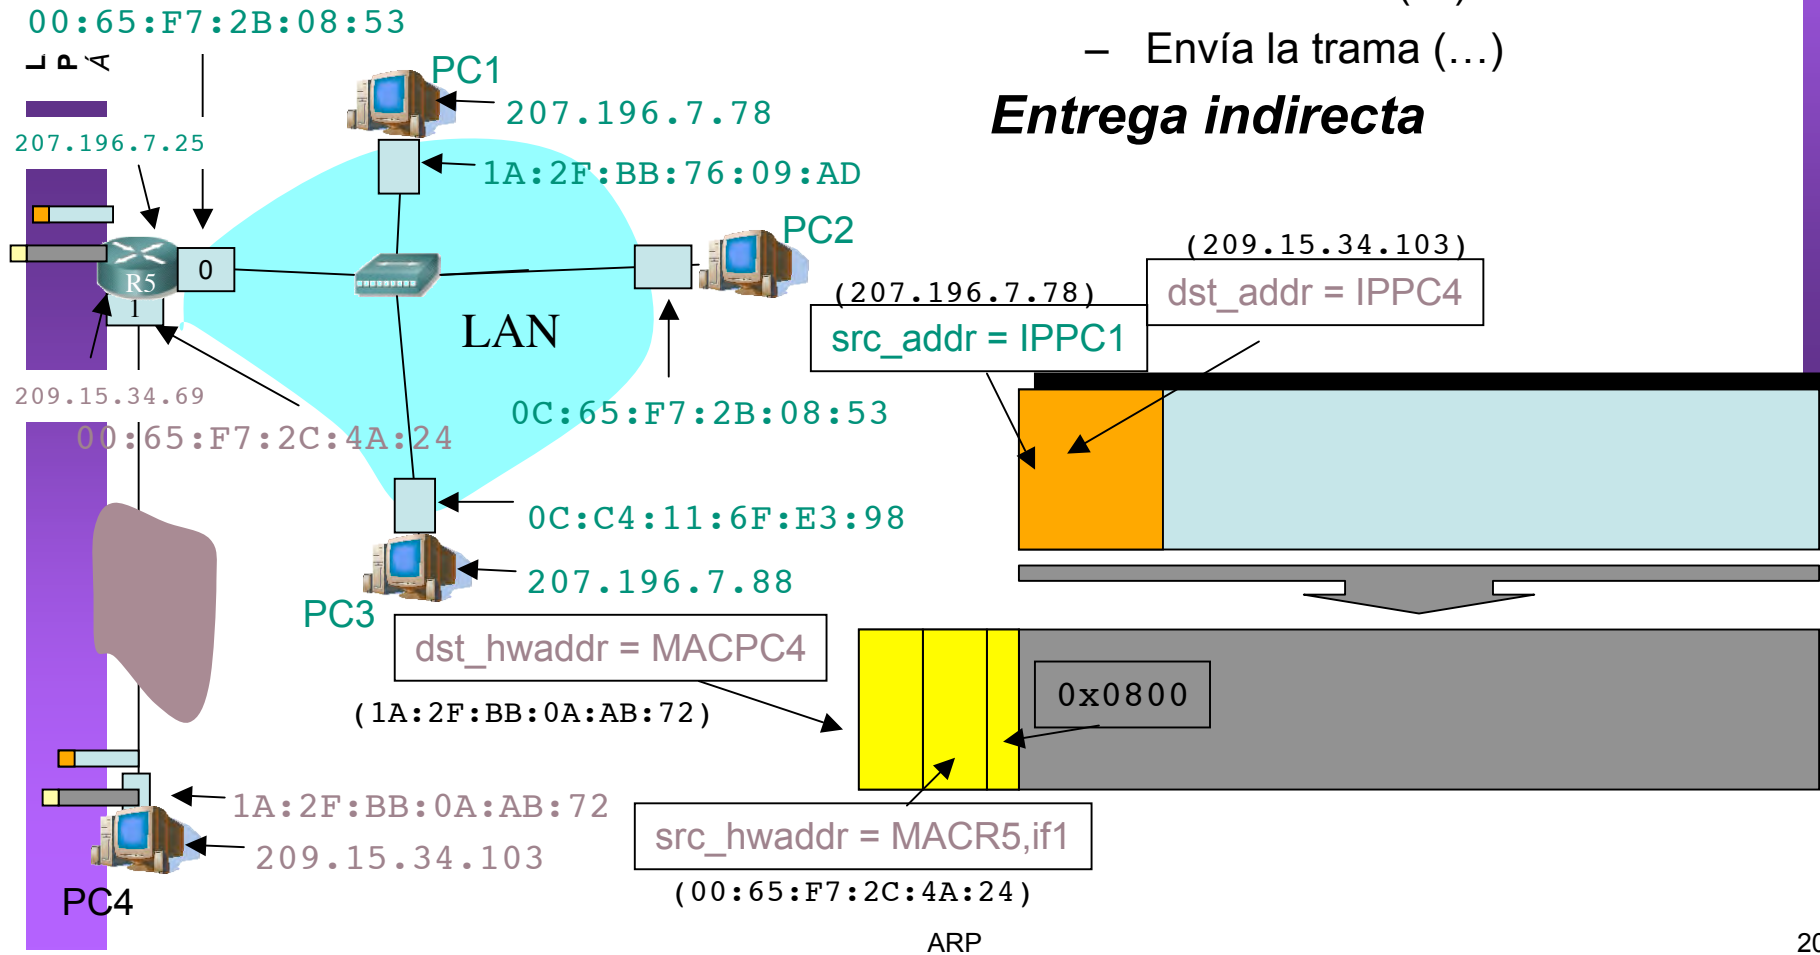 00:65:F7:2B:08:53
L
P
Á
– Envía la trama (…)
Entrega indirecta
PC1
207.196.7.78
207.196.7.25
1A:2F:BB:76:09:AD
PC2
(209.15.34.103)
dst_addr = IPPC4
(207.196.7.78)
src_addr = IPPC1
R5
0
1
LAN
209.15.34.69
00:65:F7:2C:4A:24
0C:65:F7:2B:08:53
0C:C4:11:6F:E3:98
207.196.7.88
PC3
dst_hwaddr = MACPC4
(1A:2F:BB:0A:AB:72)
0x0800
1A:2F:BB:0A:AB:72
209.15.34.103
PC4
src_hwaddr = MACR5,if1
(00:65:F7:2C:4A:24)
ARP
20